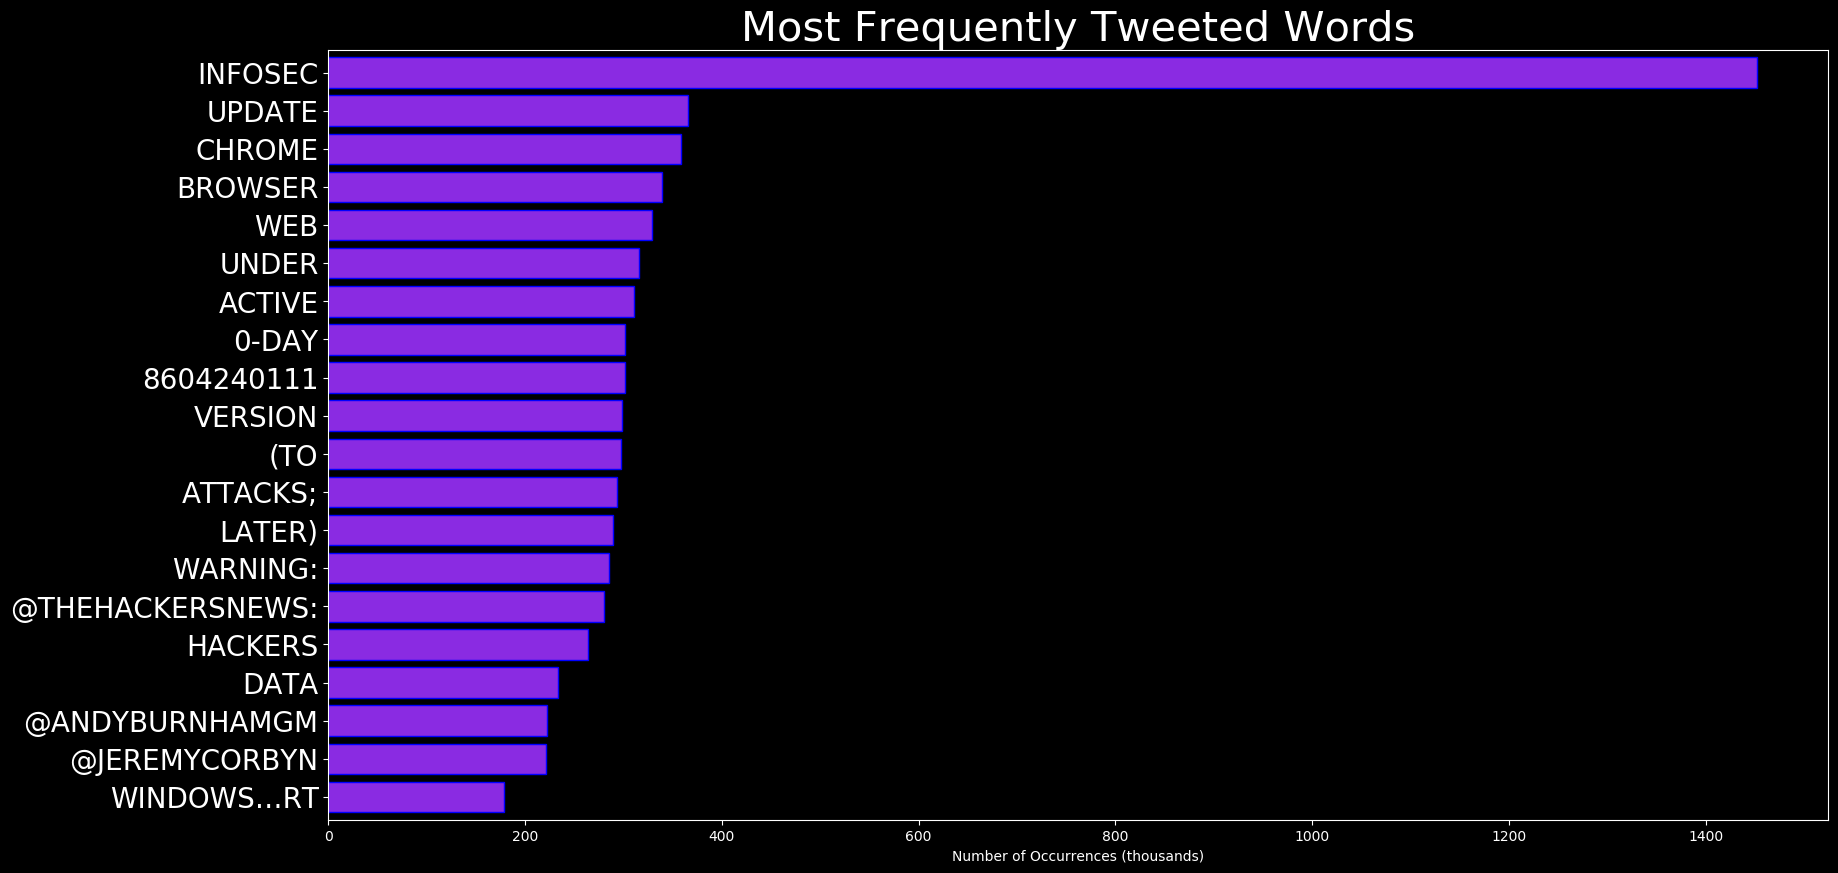 Most Frequently Tweeted Words
INFOSEC
UPDATE
CHROME
BROWSER
WEB
UNDER
ACTIVE
0-DAY
8604240111
VERSION
(TO
ATTACKS;
LATER)
WARNING:
@THEHACKERSNEWS:
HACKERS
DATA
@ANDYBURNHAMGM
@JEREMYCORBYN
WINDOWS...RT
0 200 400 600 800 1000 1200 1400
Number of Occurrences (thousands)